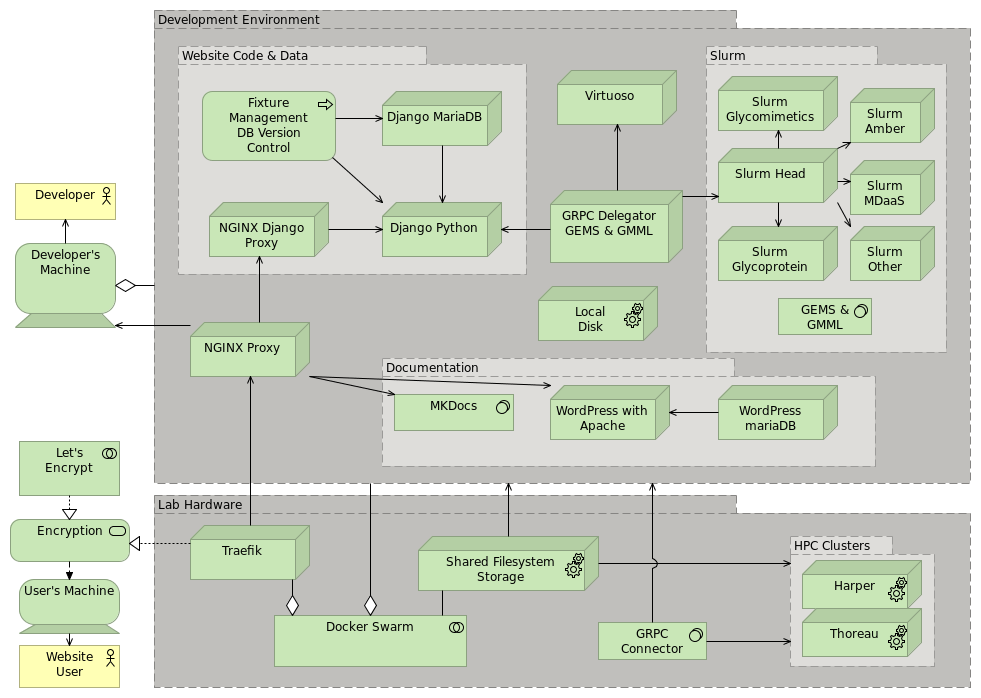 Development Environment
Website Code & Data
Slurm
Fixture
Management
DB Version
Control
Django MariaDB
Virtuoso
Slurm
Glycomimetics
Slurm
Amber
Slurm Head
Slurm
MDaaS
Developer
NGINX Django
Proxy
Django Python
GRPC Delegator
GEMS & GMML
Slurm
Glycoprotein
Slurm
Other
Developer's
Machine
Local
Disk
GEMS &
GMML
NGINX Proxy
Documentation
MKDocs
WordPress with
Apache
WordPress
mariaDB
Let's
Encrypt
Lab Hardware
Encryption
Traefik
Shared Filesystem
Storage
HPC Clusters
Harper
User's Machine
Docker Swarm
GRPC
Connector
Thoreau
Website
User